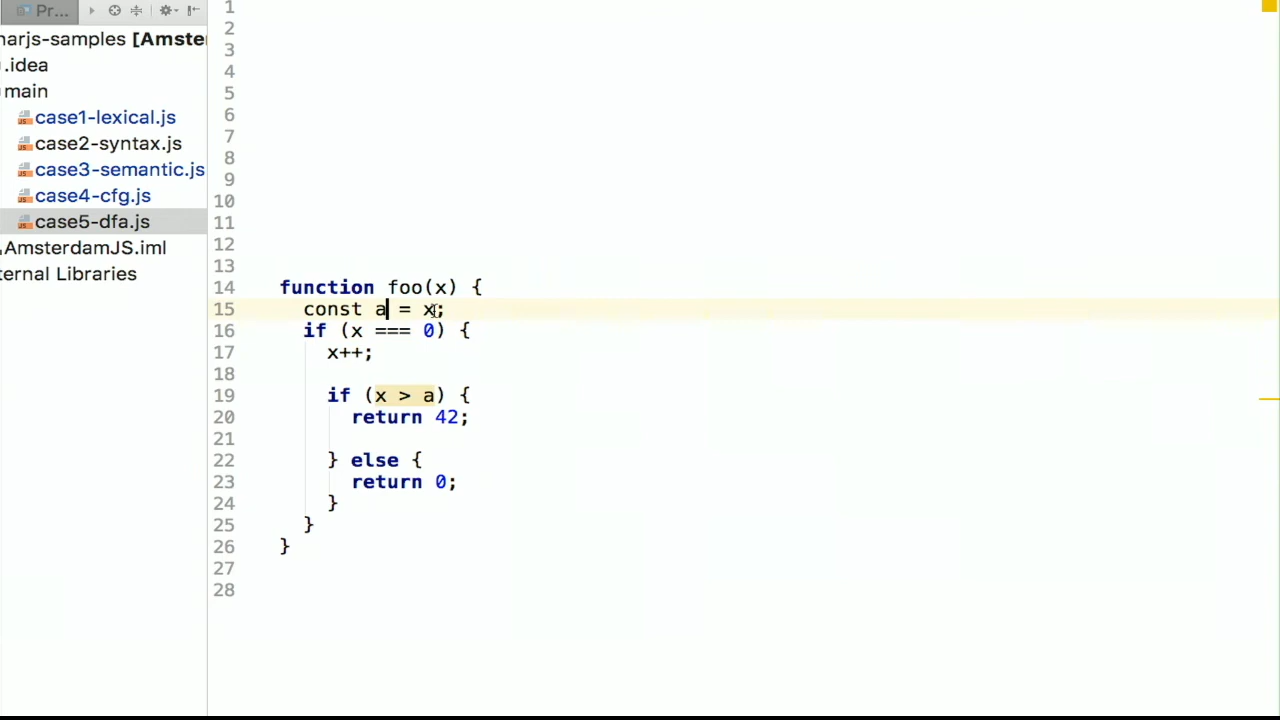 Pr...
harjs-samples [Amste
.idea
main
case1-lexical.js
case2-syntax.js
case3-semantic.js
case4-cfg.js
case5-dfa.js
AmsterdamJS.iml
ternal Libraries
1
2
3
4
5
6
7
8
9
10
11
12
13
14 function foo(x) {
15 const a = x;
16 if (x === 0) {
17 x++;
18
19 if (x > a) {
20 return 42;
21
22 } else {
23 return 0;
24 }
25 }
26 }
27
28